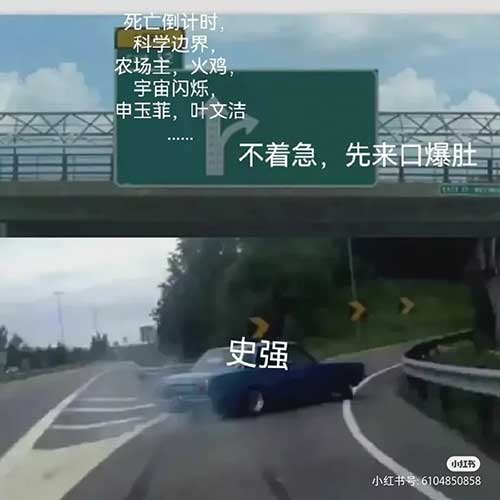 死亡倒计时，
科学边界，
农场主，火鸡，
宇宙闪烁，
申玉菲，叶文洁
......
不着急，先来口爆肚
史强
小红书
小红书号: 6104850858